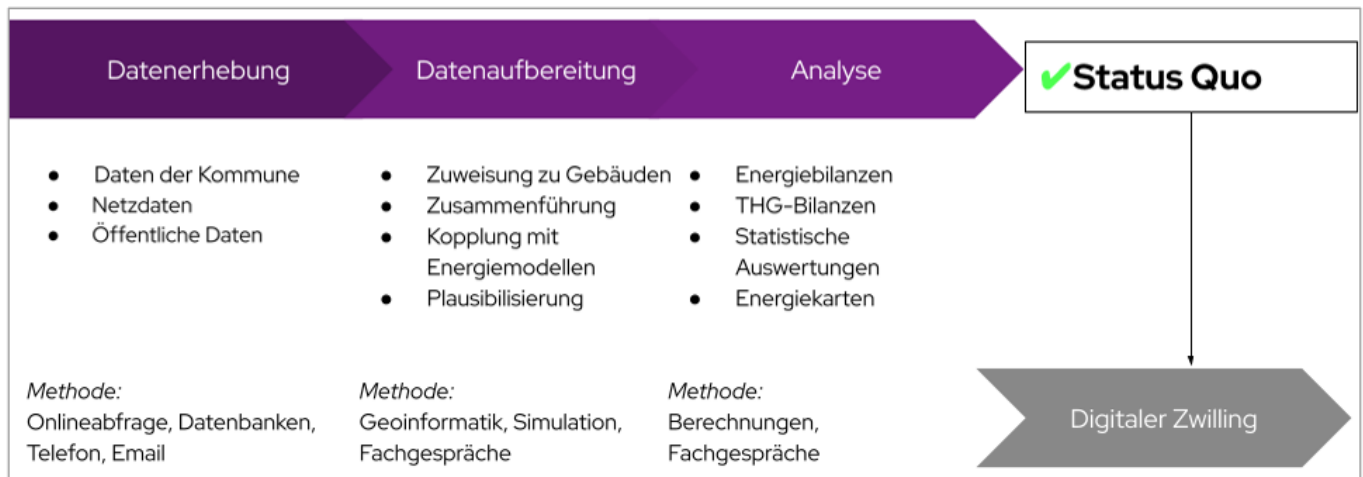 Datenerhebung
Datenaufbereitung
Analyse
✔Status Quo
● Daten der Kommune
● Netzdaten
● Öffentliche Daten
● Zuweisung zu Gebäuden
● Zusammenführung
● Kopplung mit
Energiemodellen
● Plausibilisierung
● Energiebilanzen
● THG-Bilanzen
● Statistische
Auswertungen
● Energiekarten
Methode:
Onlineabfrage, Datenbanken,
Telefon, Email
Methode:
Geoinformatik, Simulation,
Fachgespräche
Methode:
Berechnungen,
Fachgespräche
Digitaler Zwilling